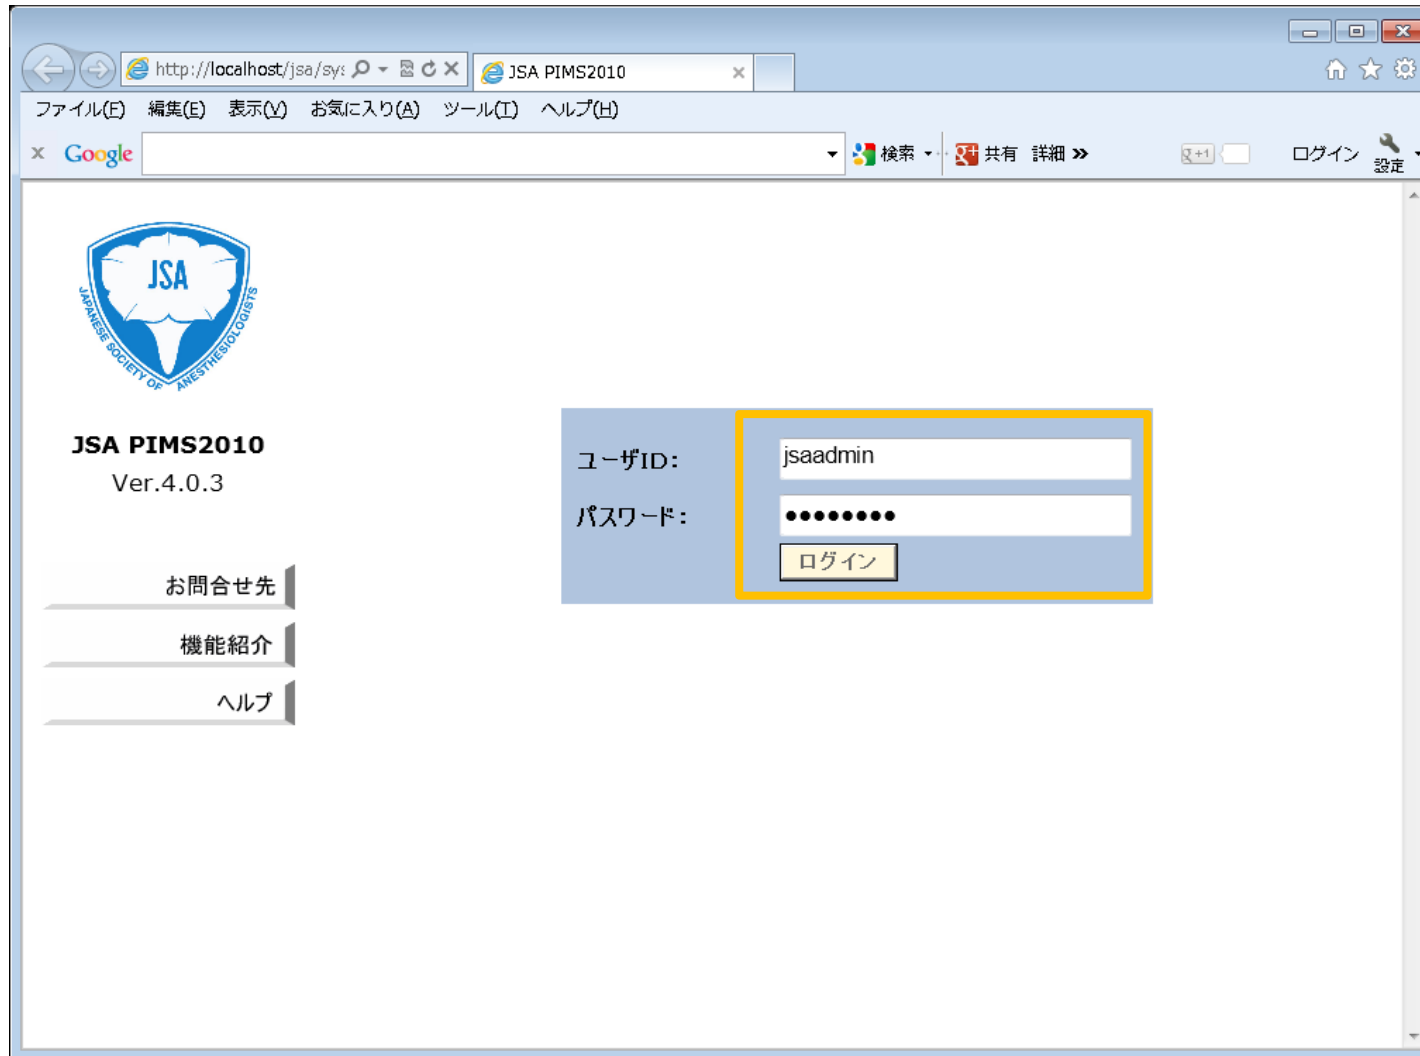 http://localhost/jsa/sys
JSA PIMS2010
ファイル(F) 編集(E) 表示(V) お気に入り(A) ツール(T) ヘルプ(H)
x Google 検索 共有 詳細 » +1 ログイン 設定
JSA
JAPANESE SOCIETY OF ANESTHESIOLOGISTS
JSA PIMS2010
Ver.4.0.3
お問合せ先
機能紹介
ヘルプ
ユーザID:
jsaadmin
パスワード:
●●●●●●●●
ログイン